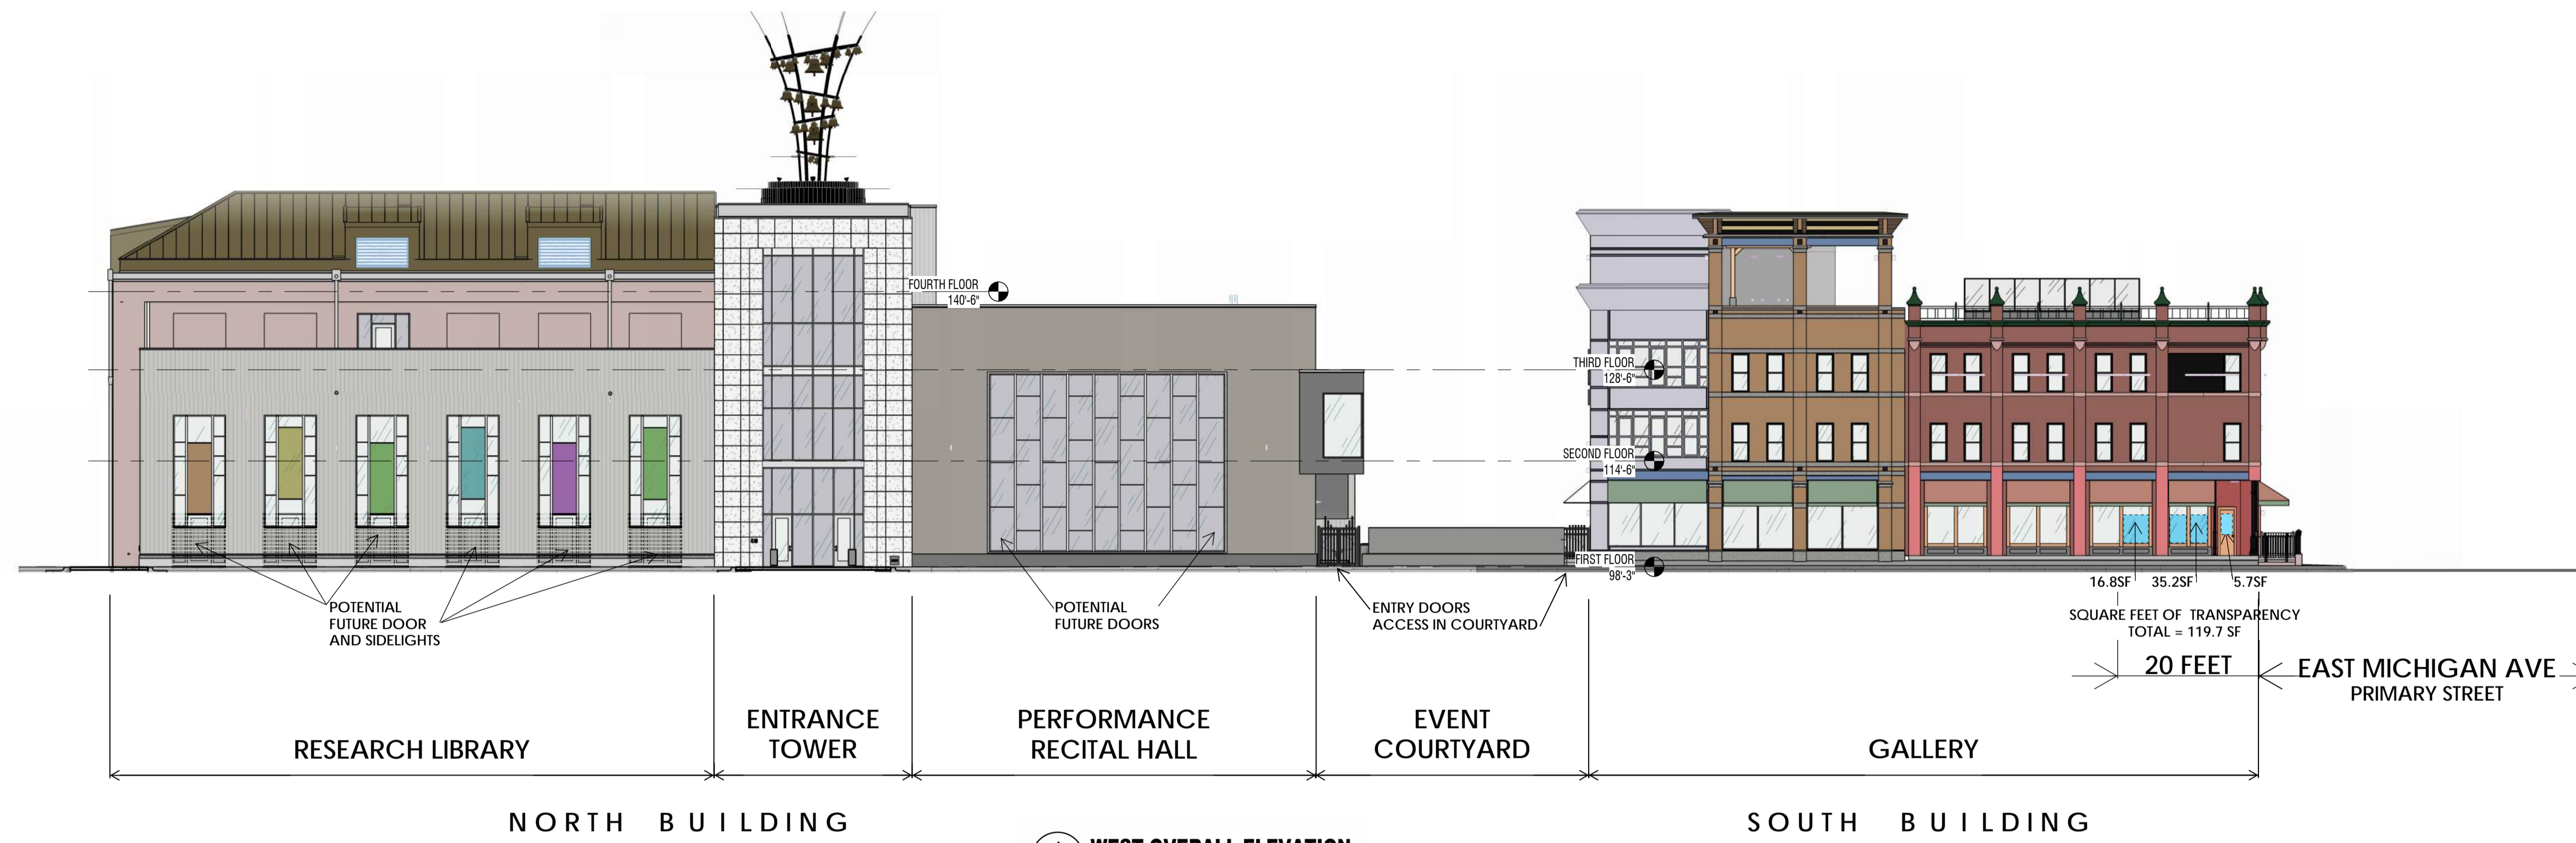 FOURTH FLOOR
140'-6"
THIRD FLOOR
128'-6"
SECOND FLOOR
114'-6"
FIRST FLOOR
98'-3"
16.8SF
35.2SF
5.7SF
POTENTIAL
FUTURE DOOR
AND SIDELIGHTS
POTENTIAL
FUTURE DOORS
ENTRY DOORS
ACCESS IN COURTYARD
SQUARE FEET OF TRANSPARENCY
TOTAL = 119.7 SF
20 FEET
EAST MICHIGAN AVE
PRIMARY STREET
RESEARCH LIBRARY
ENTRANCE
TOWER
PERFORMANCE
RECITAL HALL
EVENT
COURTYARD
GALLERY
NORTH BUILDING
SOUTH BUILDING
WEST OVERALL ELEVATION